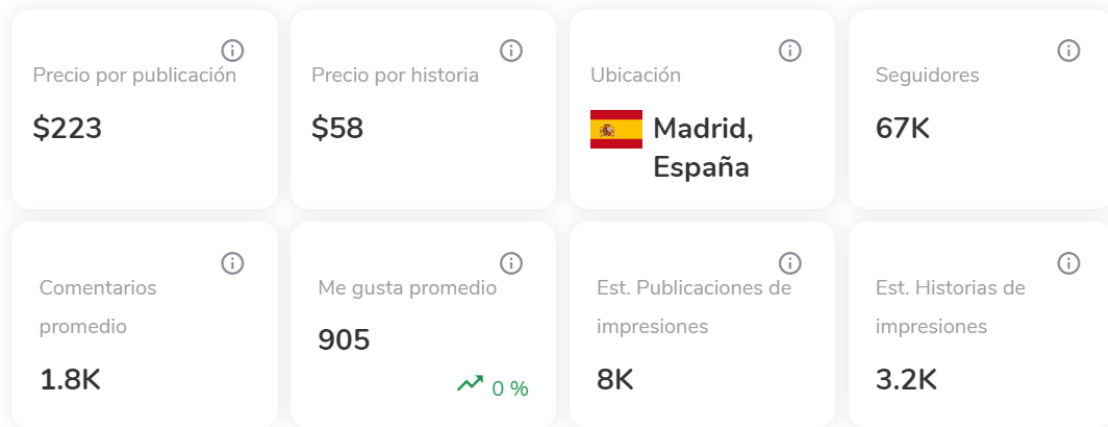 Precio por publicación
$223
Precio por historia
$58
Ubicación
Madrid,
España
Seguidores
67K
Comentarios
promedio
1.8K
Me gusta promedio
905
0 %
Est. Publicaciones de
impresiones
8K
Est. Historias de
impresiones
3.2K